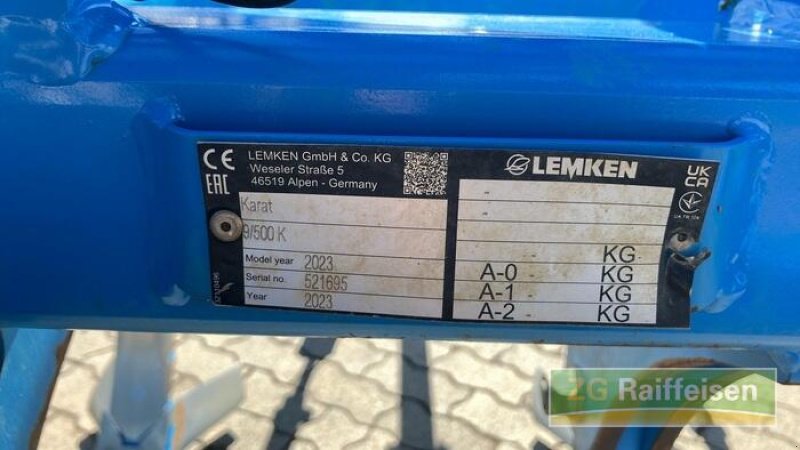 CE
EAC
LEMKEN GmbH & Co. KG
Weseler Straße 5
46519 Alpen - Germany
Karat
9/500 K
Model year 2023
Serial no. 521695
Year 2023
LEMKEN
UK
CA
KG
A-0 KG
A-1 KG
A-2 KG
ZG Raiffeisen